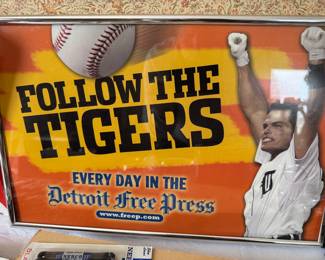 FOLLOW THE
TIGERS
EVERY DAY IN THE
Detroit Free Press
www.freep.com
D